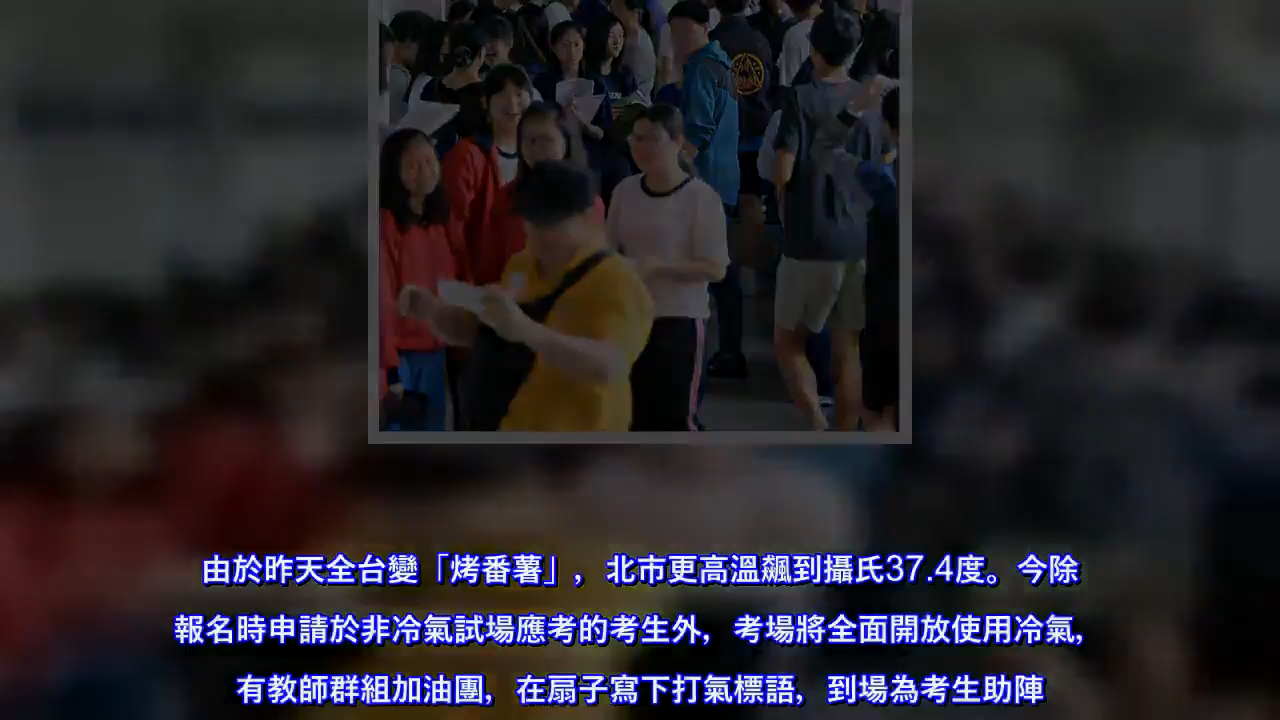 由於昨天全台變「烤番薯」，北市更高溫飆到攝氏37.4度。今除
報名時申請於非冷氣試場應考的考生外，考場將全面開放使用冷氣，
有教師群組加油團，在扇子寫下打氣標語，到場為考生助陣